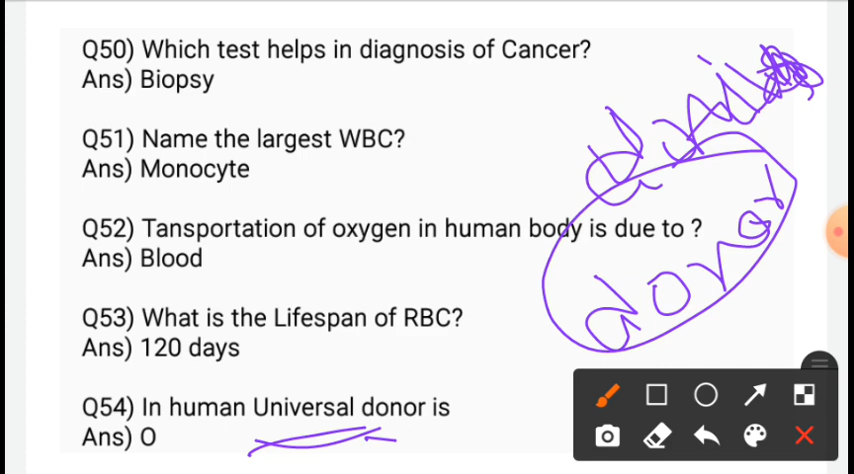 Q50) Which test helps in diagnosis of Cancer?
Ans) Biopsy
Q51) Name the largest WBC?
Ans) Monocyte
Q52) Tansportation of oxygen in human body is due to ?
Ans) Blood
Q53) What is the Lifespan of RBC?
Ans) 120 days
Q54) In human Universal donor is
Ans) O
donor